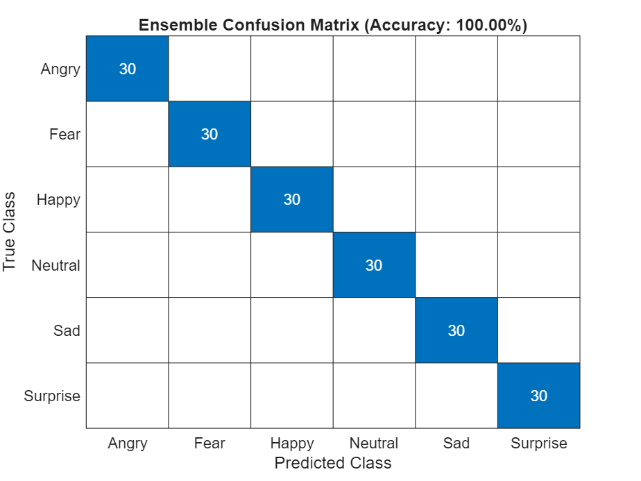 Ensemble Confusion Matrix (Accuracy: 100.00%)
True Class
Angry
30
Fear
30
Happy
30
Neutral
30
Sad
30
Surprise
30
Angry Fear Happy Neutral Sad Surprise
Predicted Class